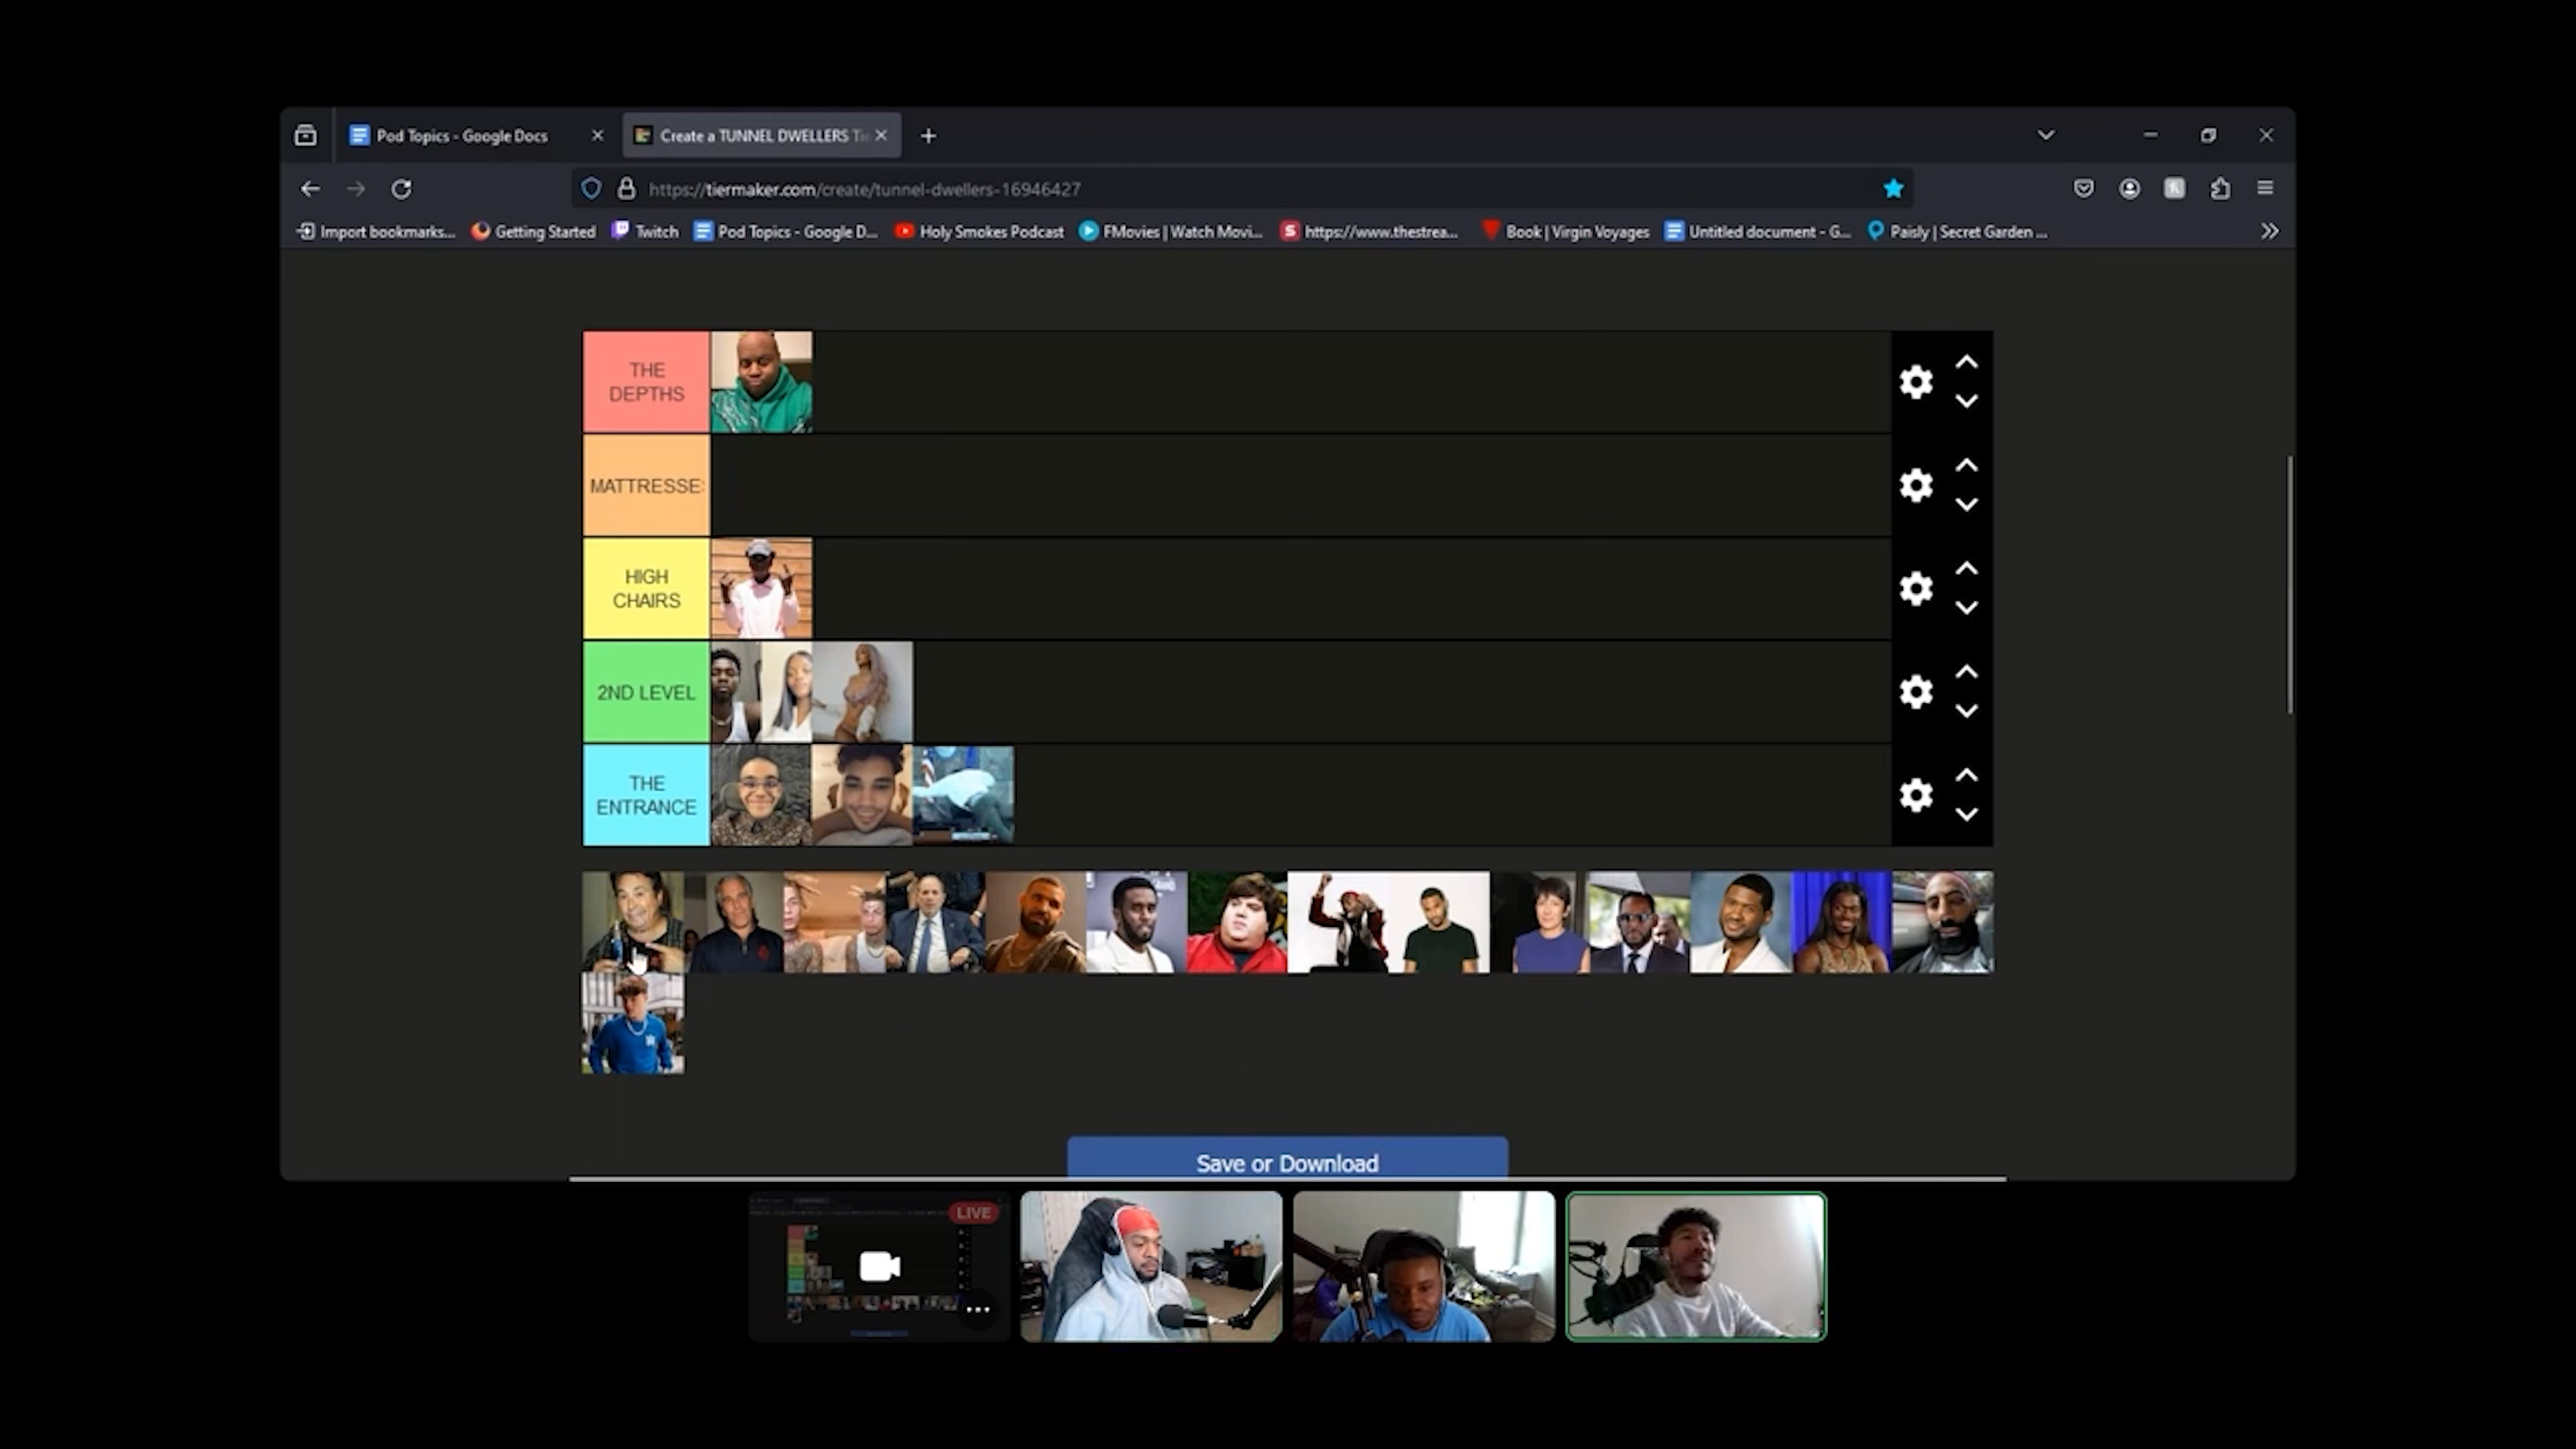 Pod Topics - Google Docs
Create a TUNNEL DWELLERS Tie
https://tiermaker.com/create/tunnel-dwellers-16946427
Import bookmarks... Getting Started Twitch Pod Topics - Google D... Holy Smokes Podcast FMovies | Watch Movi... https://www.thestrea... Book | Virgin Voyages Untitled document - G... Paisly | Secret Garden ...
THE
DEPTHS
MATTRESSE
HIGH
CHAIRS
2ND LEVEL
THE
ENTRANCE
Save or Download
LIVE